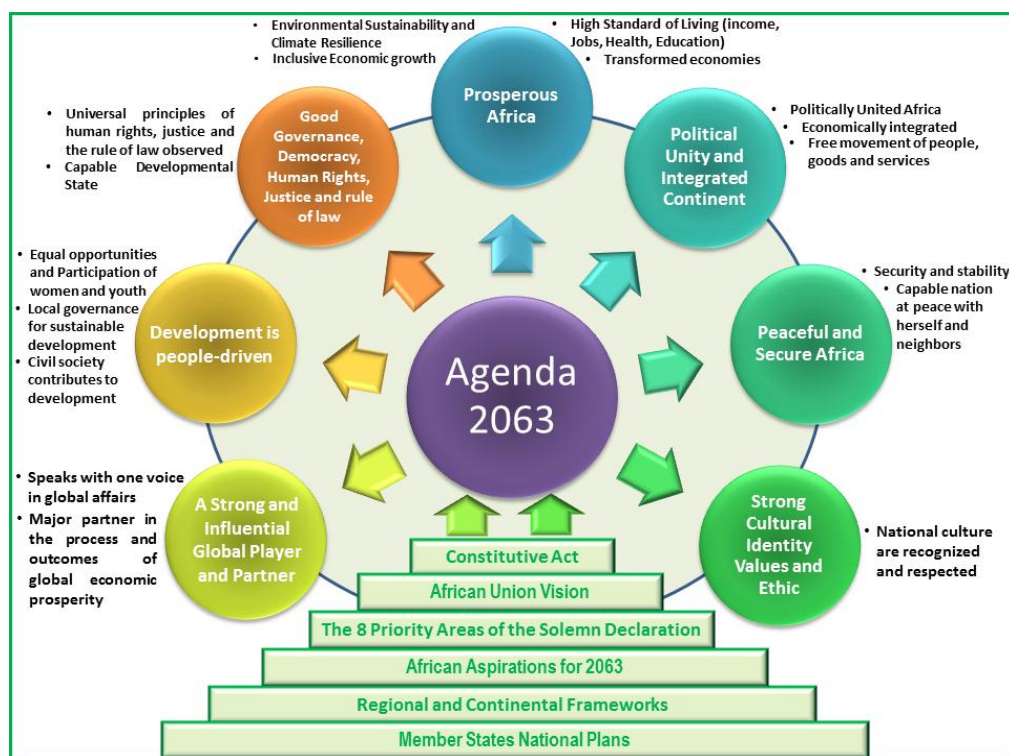 • Environmental Sustainability and
Climate Resilience
• Inclusive Economic growth
• High Standard of Living (income,
Jobs, Health, Education)
• Transformed economies
Prosperous
Africa
• Universal principles of
human rights, justice and
the rule of law observed
• Capable Developmental
State
Good
Governance,
Democracy,
Human Rights,
Justice and rule
of law
Political
Unity and
Integrated
Continent
• Politically United Africa
• Economically integrated
• Free movement of people,
goods and services
• Equal opportunities
and Participation of
women and youth
• Local governance
for sustainable
development
• Civil society
contributes to
development
Development is
people-driven
Agenda
2063
Peaceful and
Secure Africa
• Security and stability
• Capable nation
at peace with
herself and
neighbors
• Speaks with one voice
in global affairs
• Major partner in
the process and
outcomes of
global economic
prosperity
A Strong and
Influential
Global Player
and Partner
Strong
Cultural
Identity
Values and
Ethic
• National culture
are recognized
and respected
Constitutive Act
African Union Vision
The 8 Priority Areas of the Solemn Declaration
African Aspirations for 2063
Regional and Continental Frameworks
Member States National Plans